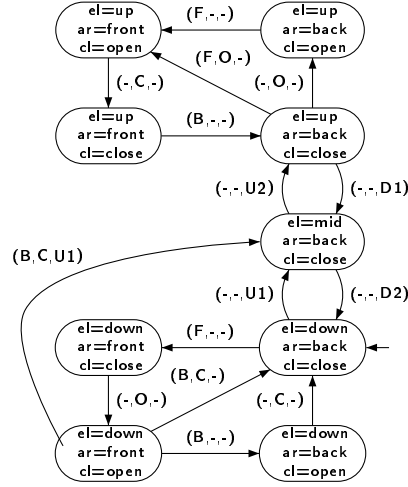 el=up
ar=front
cl=open
(F,-,-)
el=up
ar=back
cl=open
(F,O,-)
(-,C,-)
(-,O,-)
el=up
ar=front
cl=close
(B,-,-)
el=up
ar=back
cl=close
(-,-,U2)
(-,-,D1)
el=mid
ar=back
cl=close
(B,C,U1)
(-,-,U1)
(-,-,D2)
el=down
ar=front
cl=close
(F,-,-)
el=down
ar=back
cl=close
(B,C,-)
(-,O,-)
(-,C,-)
el=down
ar=front
cl=open
(B,-,-)
el=down
ar=back
cl=open